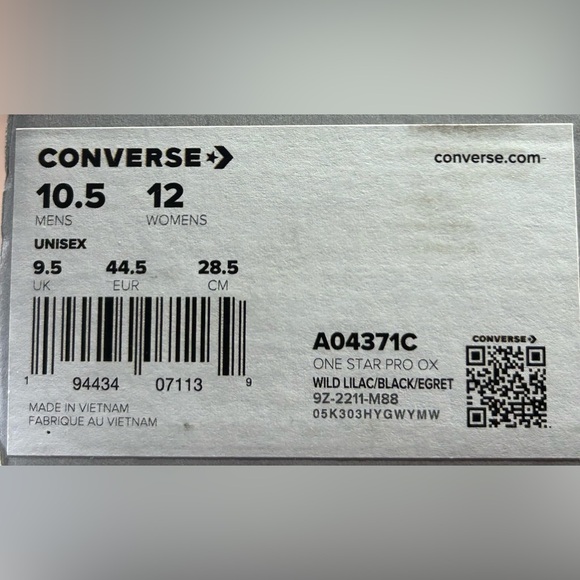 CONVERSE
converse.com
10.5 12
MENS WOMENS
UNISEX
9.5 44.5 28.5
UK EUR CM
1 94434 07113 9
MADE IN VIETNAM
FABRIQUE AU VIETNAM
A04371C
ONE STAR PRO OX
WILD LILAC/BLACK/EGRET
9Z-2211-M88
05K303HYGWYMW
CONVERSE